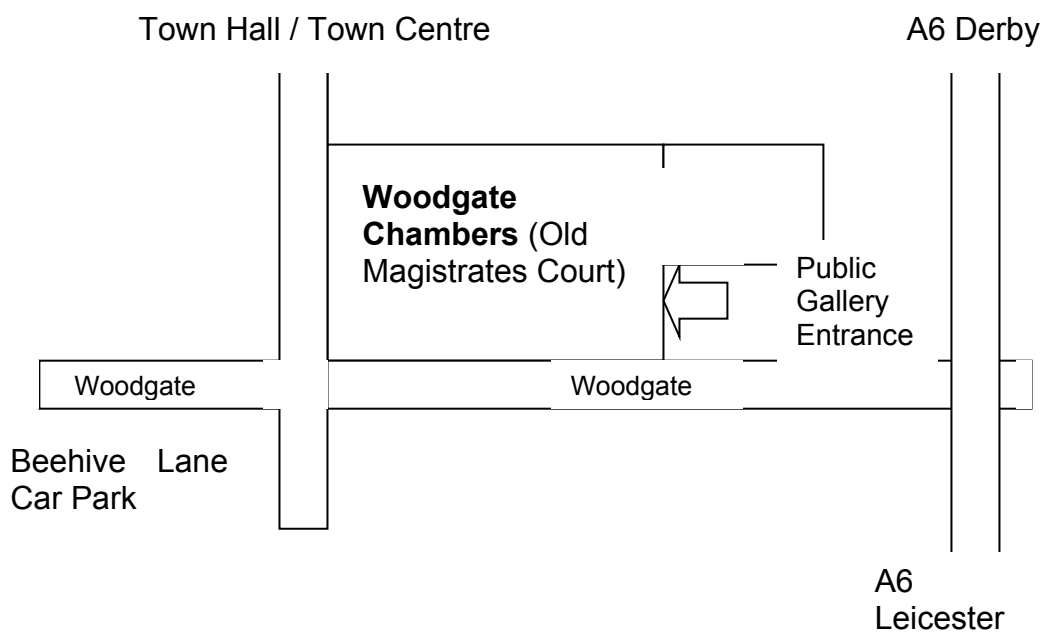 Town Hall / Town Centre
A6 Derby
Woodgate
Chambers (Old
Magistrates Court)
Public
Gallery
Entrance
Woodgate
Woodgate
Beehive Lane
Car Park
A6
Leicester